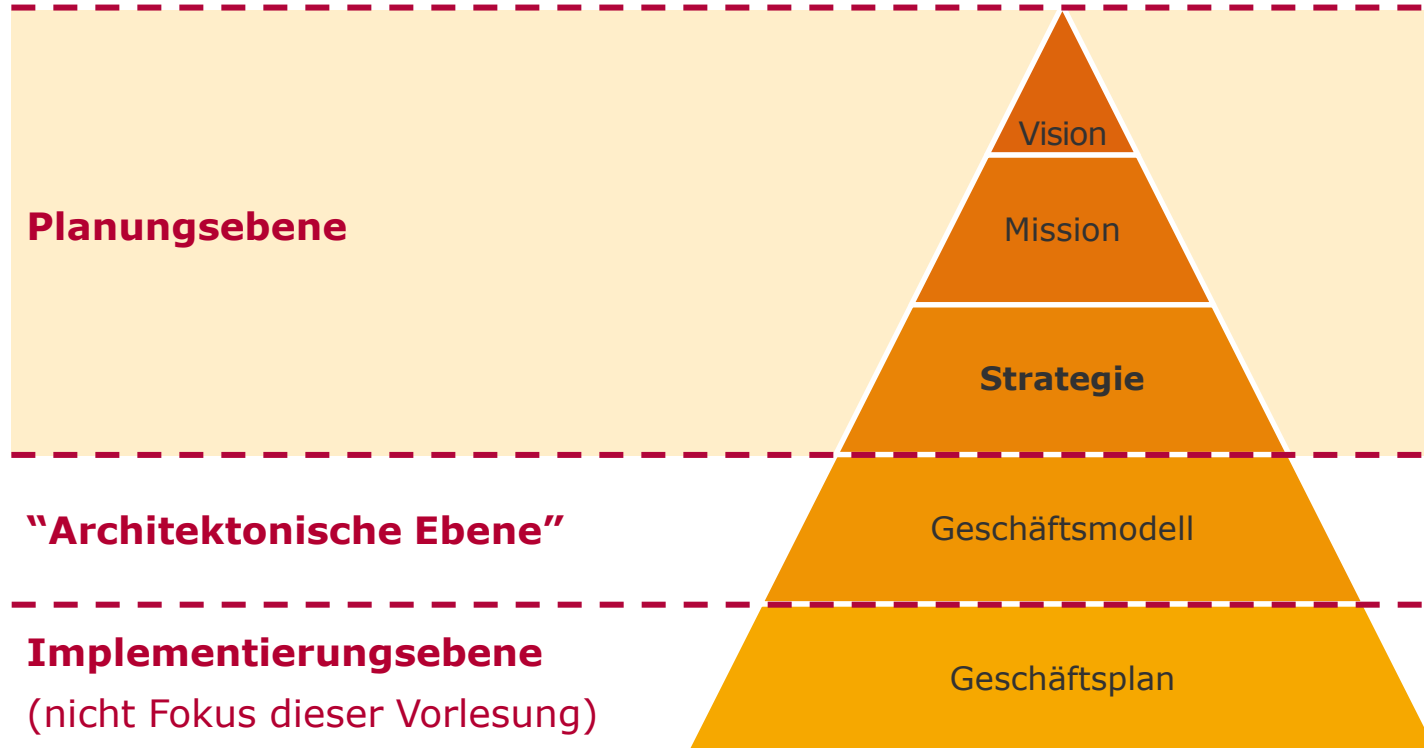 Vision
Planungsebene
Mission
Strategie
“Architektonische Ebene”
Geschäftsmodell
Implementierungsebene
(nicht Fokus dieser Vorlesung)
Geschäftsplan